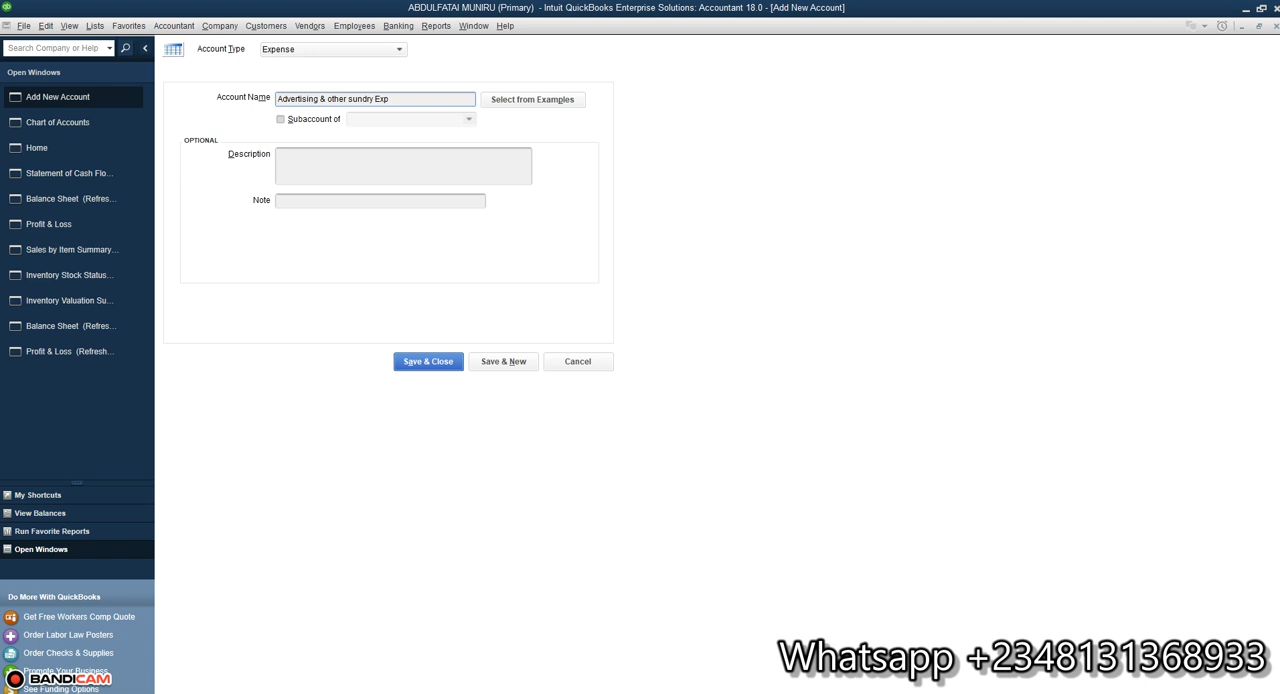 ABDULFATAI MUNIRU (Primary) - Intuit QuickBooks Enterprise Solutions: Accountant 18.0 - [Add New Account]
File Edit View Lists Favorites Accountant Company Customers Vendors Employees Banking Reports Window Help
Search Company or Help
Account Type Expense
Open Windows
Add New Account
Chart of Accounts
Home
Statement of Cash Flo...
Balance Sheet (Refres...
Profit & Loss
Sales by Item Summary...
Inventory Stock Status...
Inventory Valuation Su...
Balance Sheet (Refres...
Profit & Loss (Refresh...
Account Name Advertising & other sundry Exp Select from Examples
Subaccount of
OPTIONAL
Description
Note
Save & Close Save & New Cancel
My Shortcuts
View Balances
Run Favorite Reports
Open Windows
Do More With QuickBooks
Get Free Workers Comp Quote
Order Labor Law Posters
Order Checks & Supplies
Promote Your Business
BANDICAM
See Funding Options
Whatsapp +2348131368933